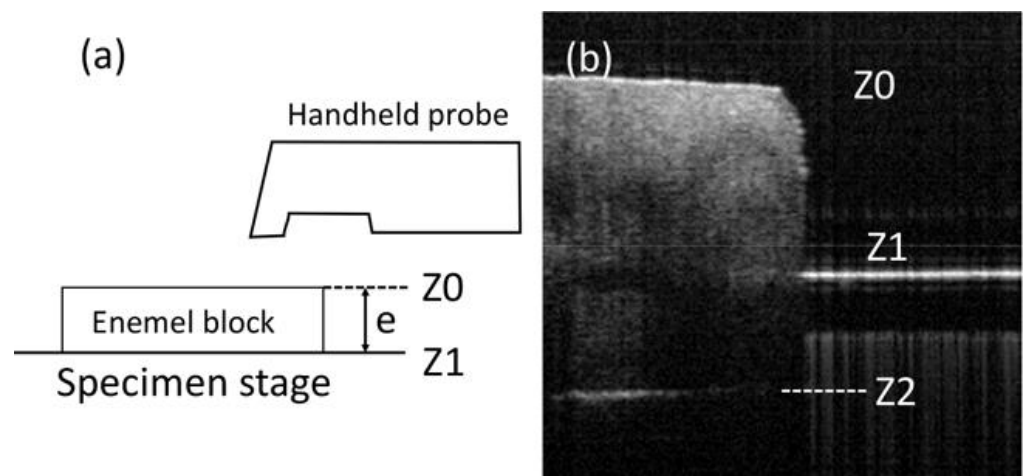 (a)
Handheld probe
Z0
Enemel block
e
Z1
Specimen stage
(b)
Z0
Z1
Z2